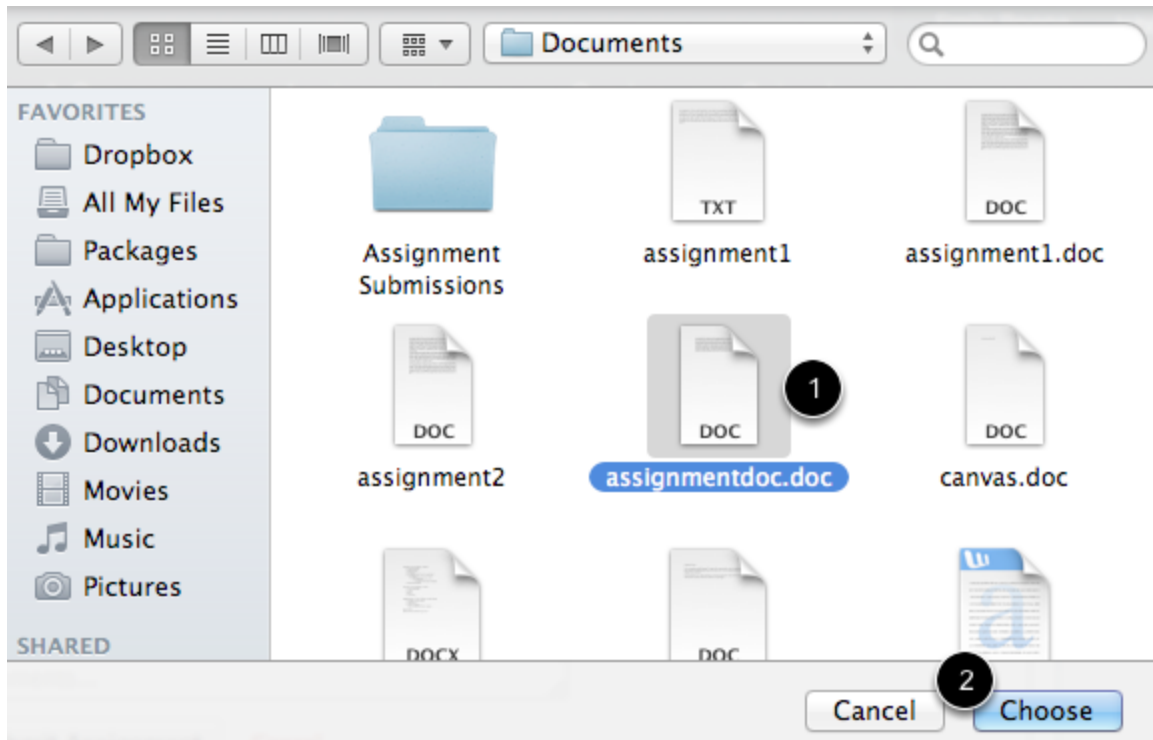 Documents
FAVORITES
Dropbox
All My Files
Packages
Applications
Desktop
Documents
Downloads
Movies
Music
Pictures
SHARED
TXT
DOC
Assignment
Submissions
assignment1
assignment1.doc
DOC
DOC
DOC
1
assignment2
assignmentdoc.doc
canvas.doc
DOCX
DOC
W
a
2
Cancel
Choose